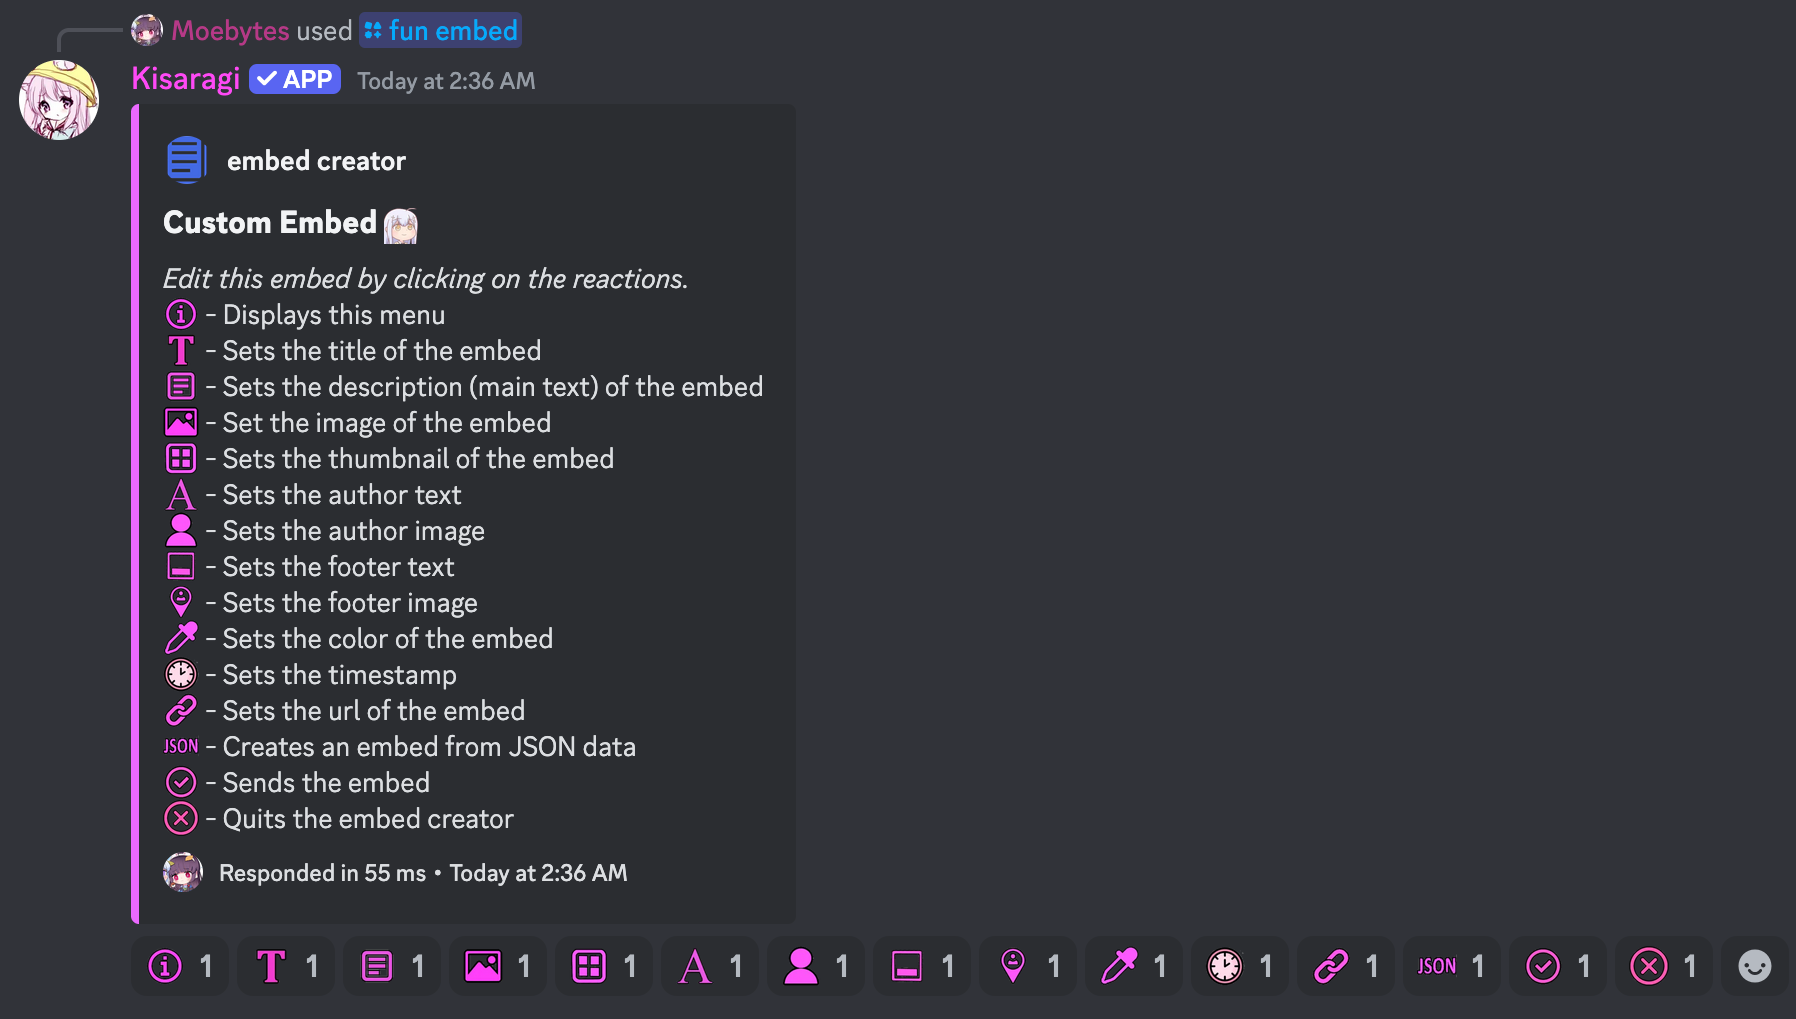 Moebytes used fun embed
Kisaragi APP Today at 2:36 AM
embed creator
Custom Embed
Edit this embed by clicking on the reactions.
- Displays this menu
T - Sets the title of the embed
- Sets the description (main text) of the embed
- Set the image of the embed
- Sets the thumbnail of the embed
A - Sets the author text
- Sets the author image
- Sets the footer text
- Sets the footer image
- Sets the color of the embed
- Sets the timestamp
- Sets the url of the embed
JSON - Creates an embed from JSON data
- Sends the embed
- Quits the embed creator
Responded in 55 ms • Today at 2:36 AM
1 T 1 1 1 1 A 1 1 1 1 1 1 1 JSON 1 1 1